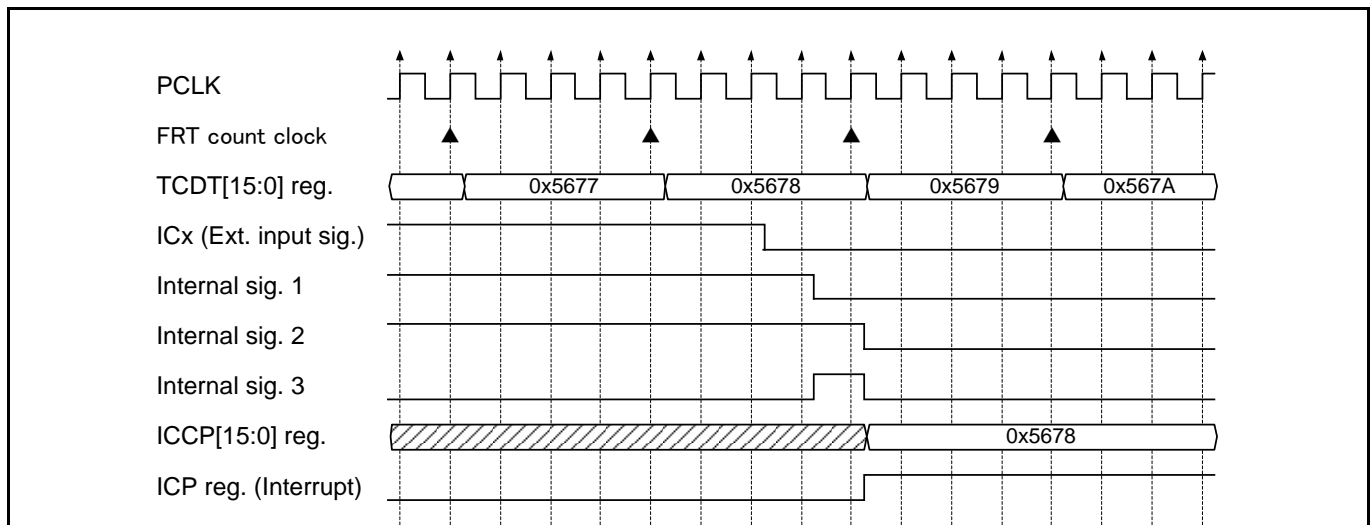 PCLK
FRT count clock
TCDT[15:0] reg. 0x5677 0x5678 0x5679 0x567A
ICx (Ext. input sig.)
Internal sig. 1
Internal sig. 2
Internal sig. 3
ICCP[15:0] reg. 0x5678
ICP reg. (Interrupt)